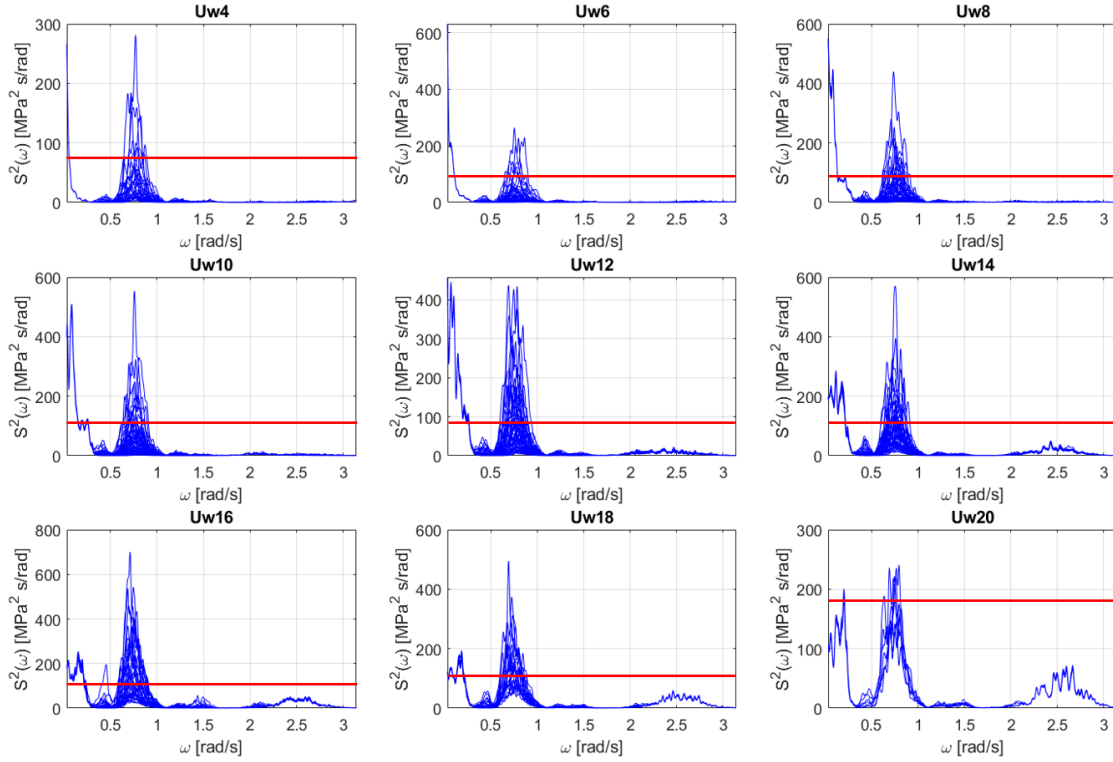 Uw4
300
200
100
0
S²(ω) [MPa² s/rad]
0.5 1 1.5 2 2.5 3
ω [rad/s]
Uw6
600
400
200
0
S²(ω) [MPa² s/rad]
0.5 1 1.5 2 2.5 3
ω [rad/s]
Uw8
600
400
200
0
S²(ω) [MPa² s/rad]
0.5 1 1.5 2 2.5 3
ω [rad/s]
Uw10
600
400
200
0
S²(ω) [MPa² s/rad]
0.5 1 1.5 2 2.5 3
ω [rad/s]
Uw12
400
300
200
100
0
S²(ω) [MPa² s/rad]
0.5 1 1.5 2 2.5 3
ω [rad/s]
Uw14
600
400
200
0
S²(ω) [MPa² s/rad]
0.5 1 1.5 2 2.5 3
ω [rad/s]
Uw16
800
600
400
200
0
S²(ω) [MPa² s/rad]
0.5 1 1.5 2 2.5 3
ω [rad/s]
Uw18
600
400
200
0
S²(ω) [MPa² s/rad]
0.5 1 1.5 2 2.5 3
ω [rad/s]
Uw20
300
200
100
0
S²(ω) [MPa² s/rad]
0.5 1 1.5 2 2.5 3
ω [rad/s]